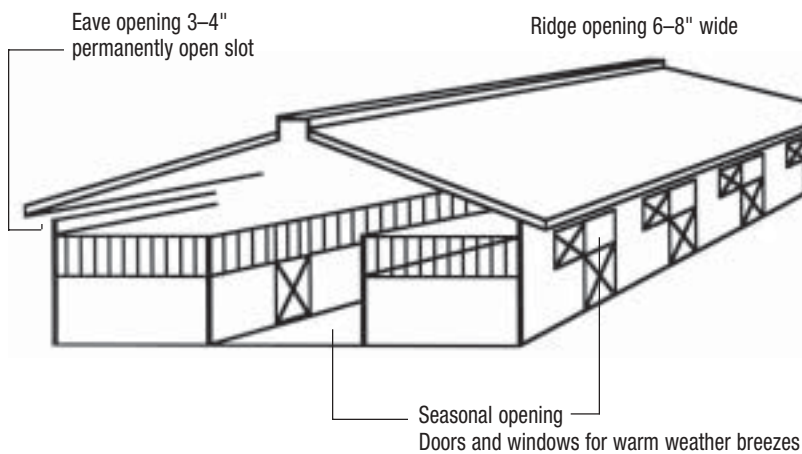 Eave opening 3–4"
permanently open slot
Ridge opening 6–8" wide
Seasonal opening
Doors and windows for warm weather breezes